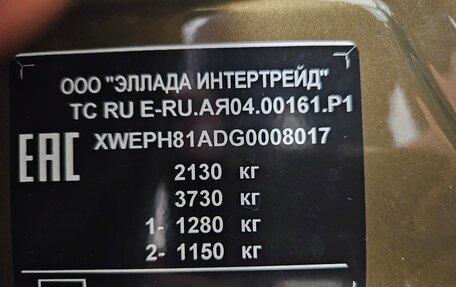 ООО "ЭЛЛАДА ИНТЕРТРЕЙД"
ТС RU E-RU.АЯ04.00161.Р1
EAC
XWEPH81ADG0008017
2130 кг
3730 кг
1- 1280 кг
2- 1150 кг